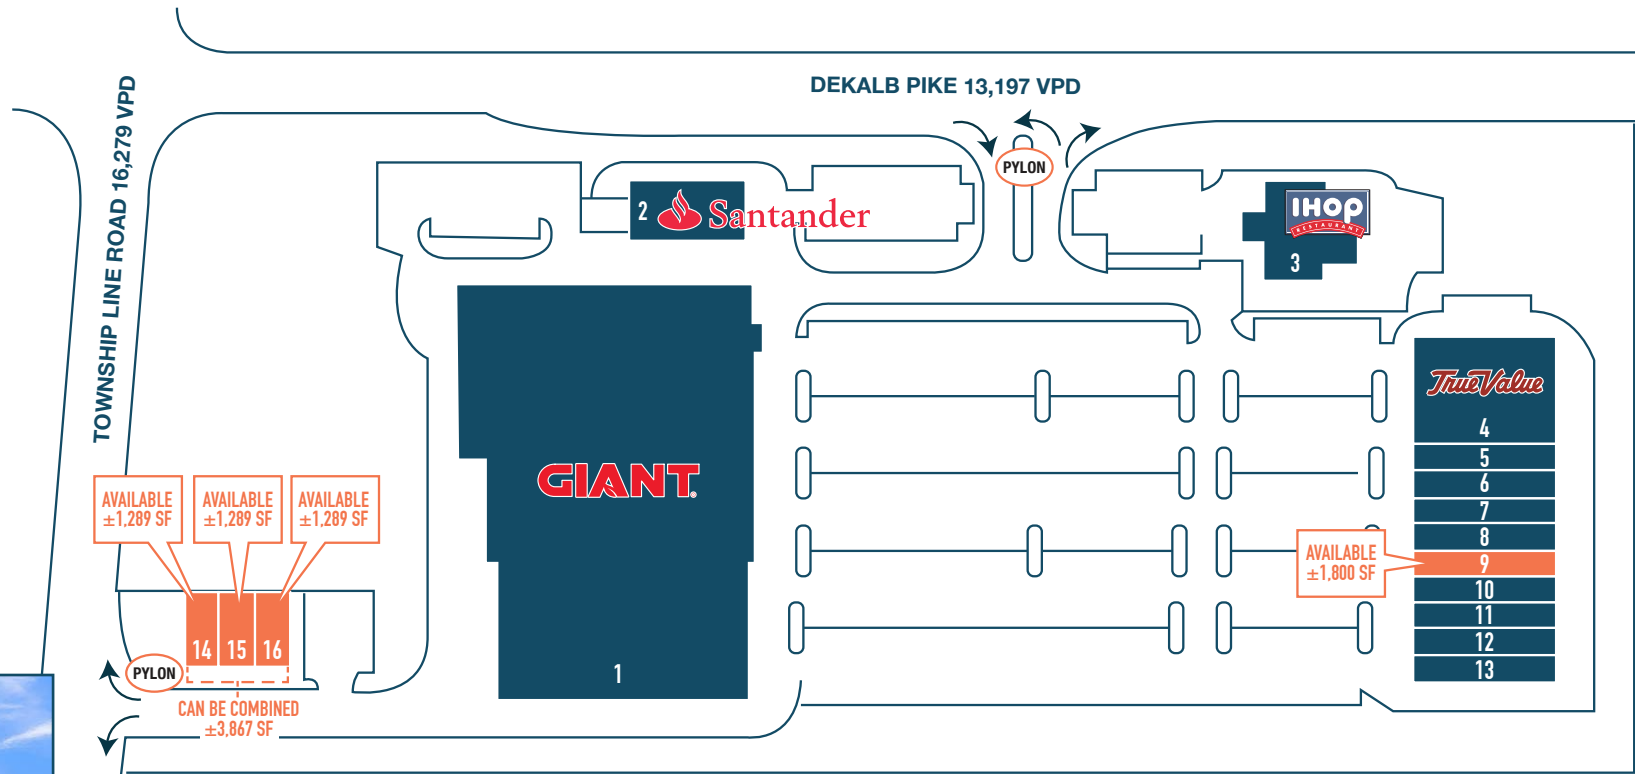 DEKALB PIKE 13,197 VPD
TOWNSHIP LINE ROAD 16,279 VPD
PYLON
2
Santander
IHOP
RESTAURANT
3
True Value
4
5
6
7
8
9
10
11
12
13
GIANT
®
1
AVAILABLE
±1,800 SF
AVAILABLE
±1,289 SF
AVAILABLE
±1,289 SF
AVAILABLE
±1,289 SF
14
15
16
PYLON
CAN BE COMBINED
±3,867 SF